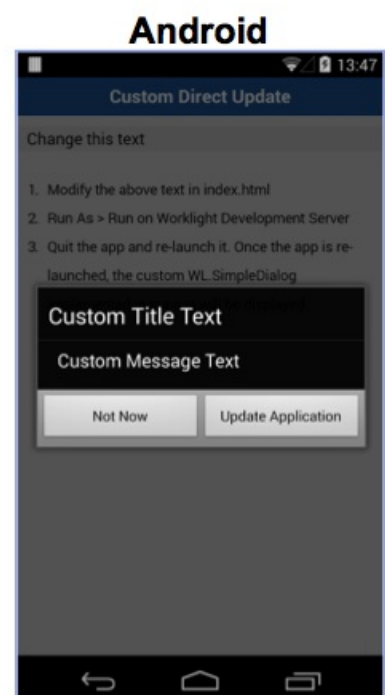 Android
13:47
Custom Direct Update
Change this text
1. Modify the above text in index.html
2. Run As > Run on Worklight Development Server
3. Quit the app and re-launch it. Once the app is re-
launched, the custom WL.SimpleDialog
Custom Title Text
Custom Message Text
Not Now Update Application